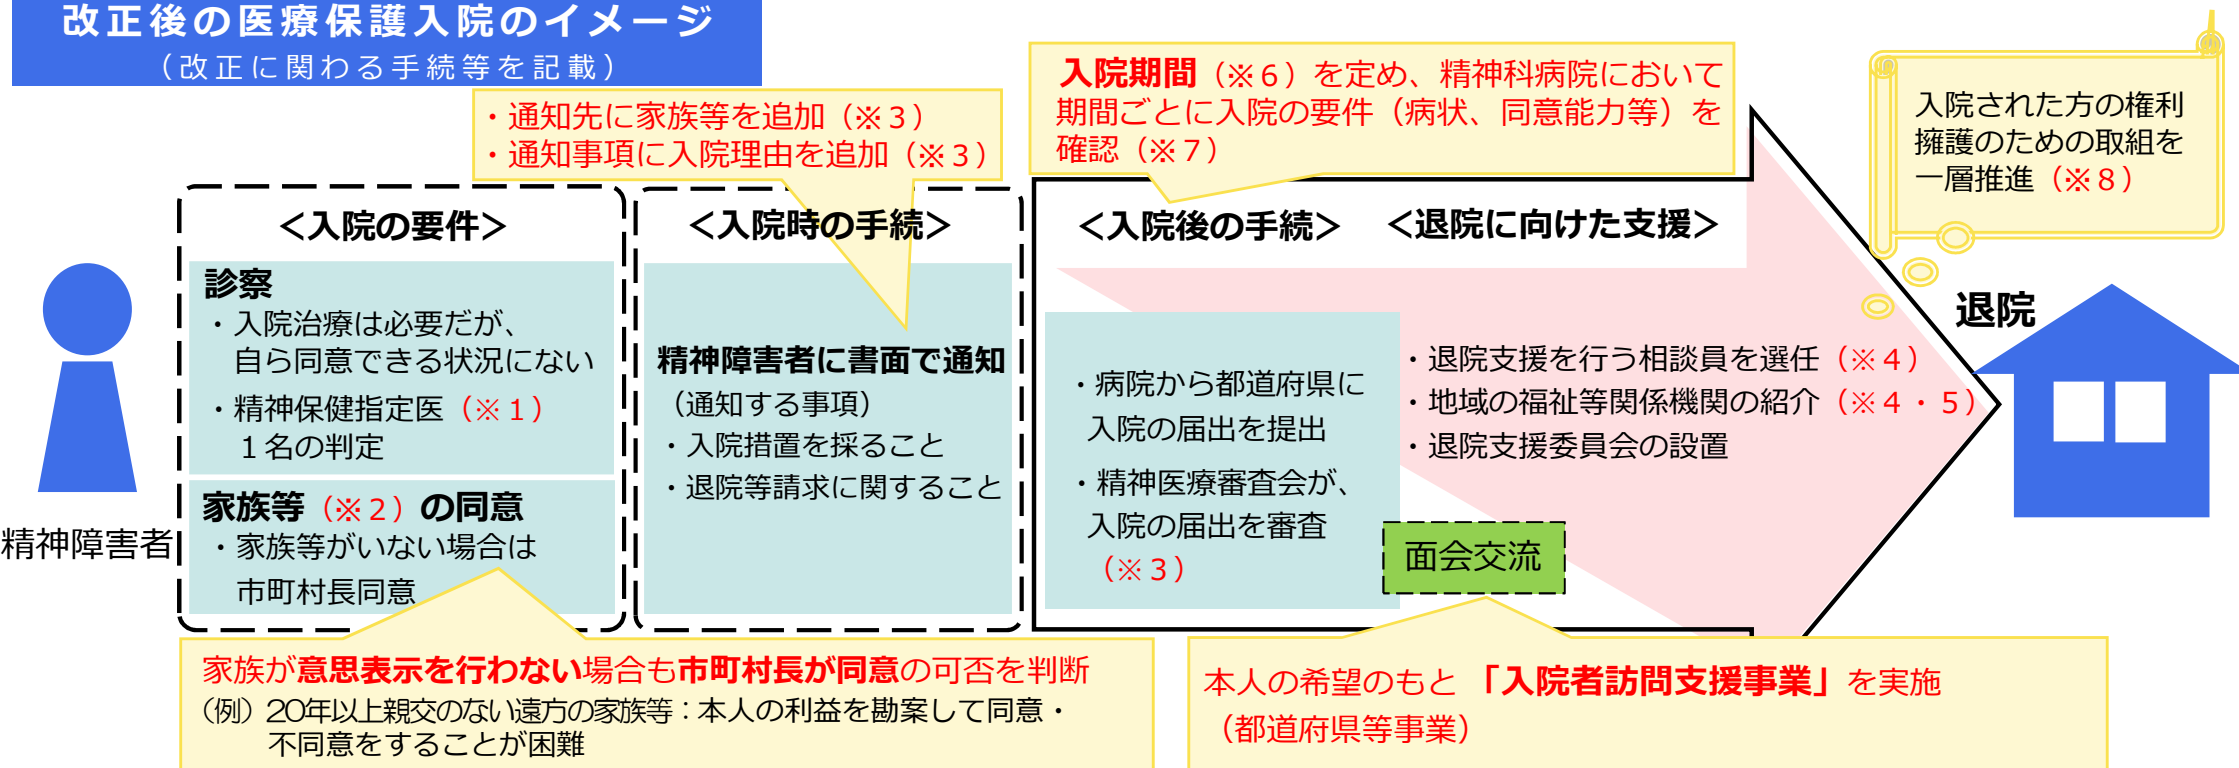 改正後の医療保護入院のイメージ
（改正に関わる手続等を記載）
・通知先に家族等を追加（※３）
・通知事項に入院理由を追加（※３）
入院期間（※６）を定め、精神科病院において
期間ごとに入院の要件（病状、同意能力等）を
確認（※７）
入院された方の権利
擁護のための取組を
一層推進（※８）
精神障害者
＜入院の要件＞
診察
・入院治療は必要だが、
自ら同意できる状況にない
・精神保健指定医（※１）
１名の判定
家族等（※２）の同意
・家族等がいない場合は
市町村長同意
＜入院時の手続＞
精神障害者に書面で通知
（通知する事項）
・入院措置を採ること
・退院等請求に関すること
＜入院後の手続＞
・病院から都道府県に
入院の届出を提出
・精神医療審査会が、
入院の届出を審査
（※３）
＜退院に向けた支援＞
・退院支援を行う相談員を選任（※４）
・地域の福祉等関係機関の紹介（※４・５）
・退院支援委員会の設置
面会交流
退院
家族が意思表示を行わない場合も市町村長が同意の可否を判断
（例）20年以上親交のない遠方の家族等：本人の利益を勘案して同意・
不同意をすることが困難
本人の希望のもと「入院者訪問支援事業」を実施
（都道府県等事業）